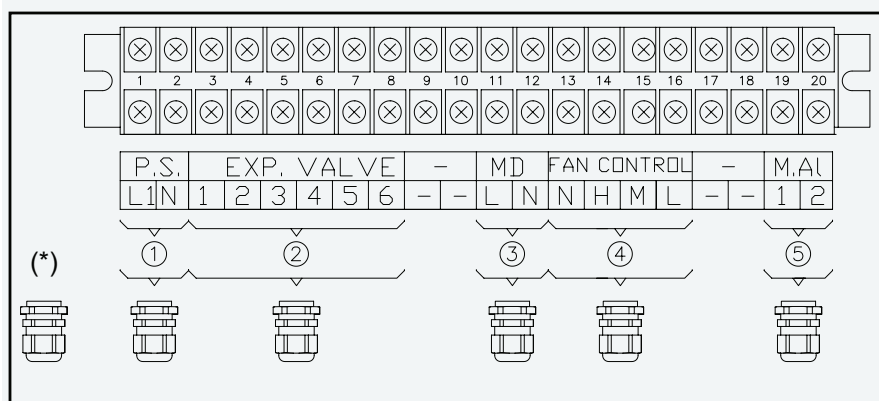 1 2 3 4 5 6 7 8 9 10 11 12 13 14 15 16 17 18 19 20
P.S. EXP. VALVE - MD FAN CONTROL - M.Al
L1 N 1 2 3 4 5 6 - - L N N H M L - - 1 2
(*) 1 2 3 4 5